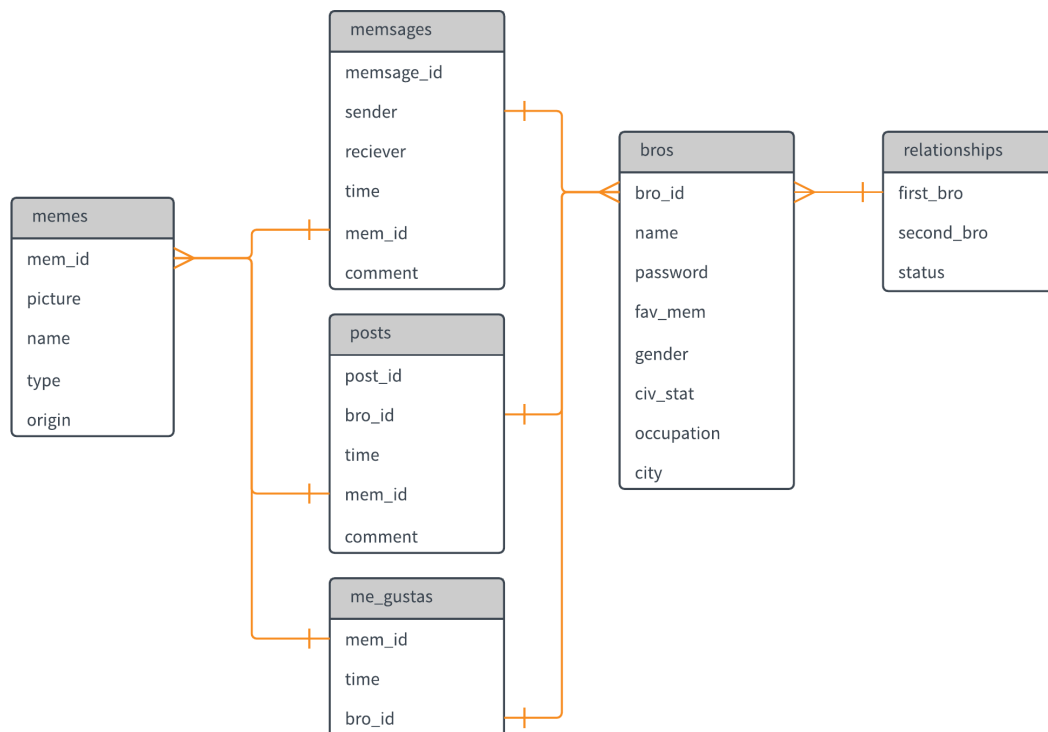 memsages
memsage_id
sender
reciever
time
mem_id
comment
memes
mem_id
picture
name
type
origin
posts
post_id
bro_id
time
mem_id
comment
me_gustas
mem_id
time
bro_id
bros
bro_id
name
password
fav_mem
gender
civ_stat
occupation
city
relationships
first_bro
second_bro
status